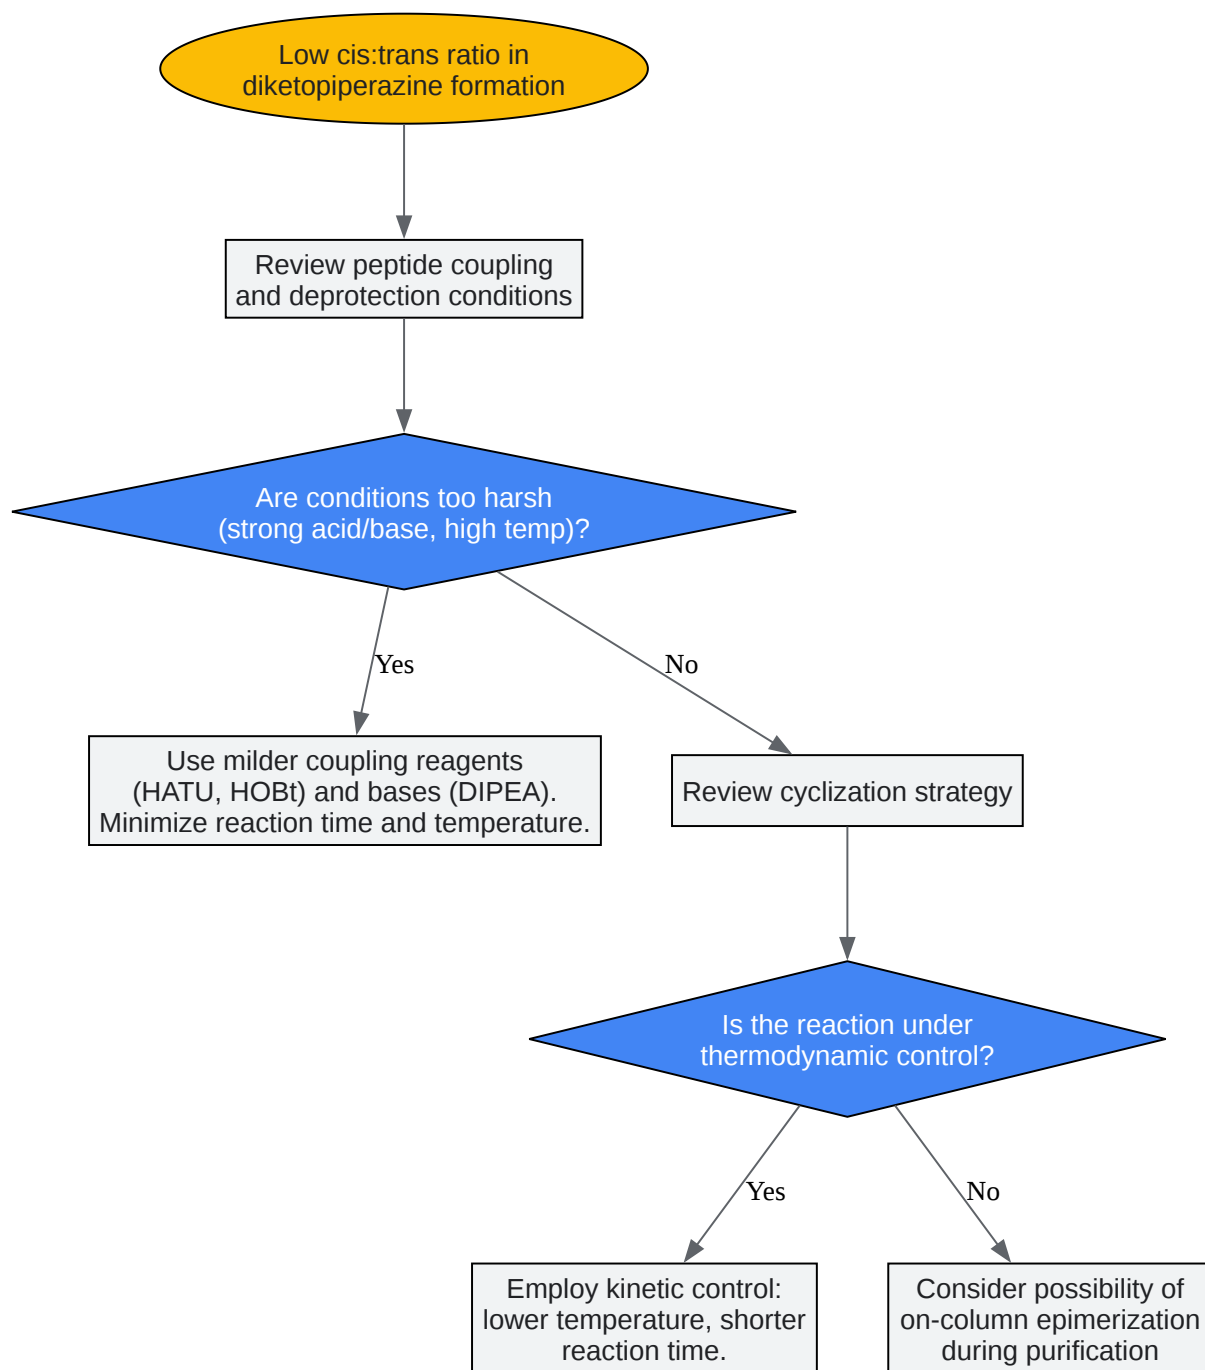 Low cis:trans ratio in
diketopiperazine formation
Review peptide coupling
and deprotection conditions
Are conditions too harsh
(strong acid/base, high temp)?
Yes
No
Use milder coupling reagents
(HATU, HOBt) and bases (DIPEA).
Minimize reaction time and temperature.
Review cyclization strategy
Is the reaction under
thermodynamic control?
Yes
No
Employ kinetic control:
lower temperature, shorter
reaction time.
Consider possibility of
on-column epimerization
during purification